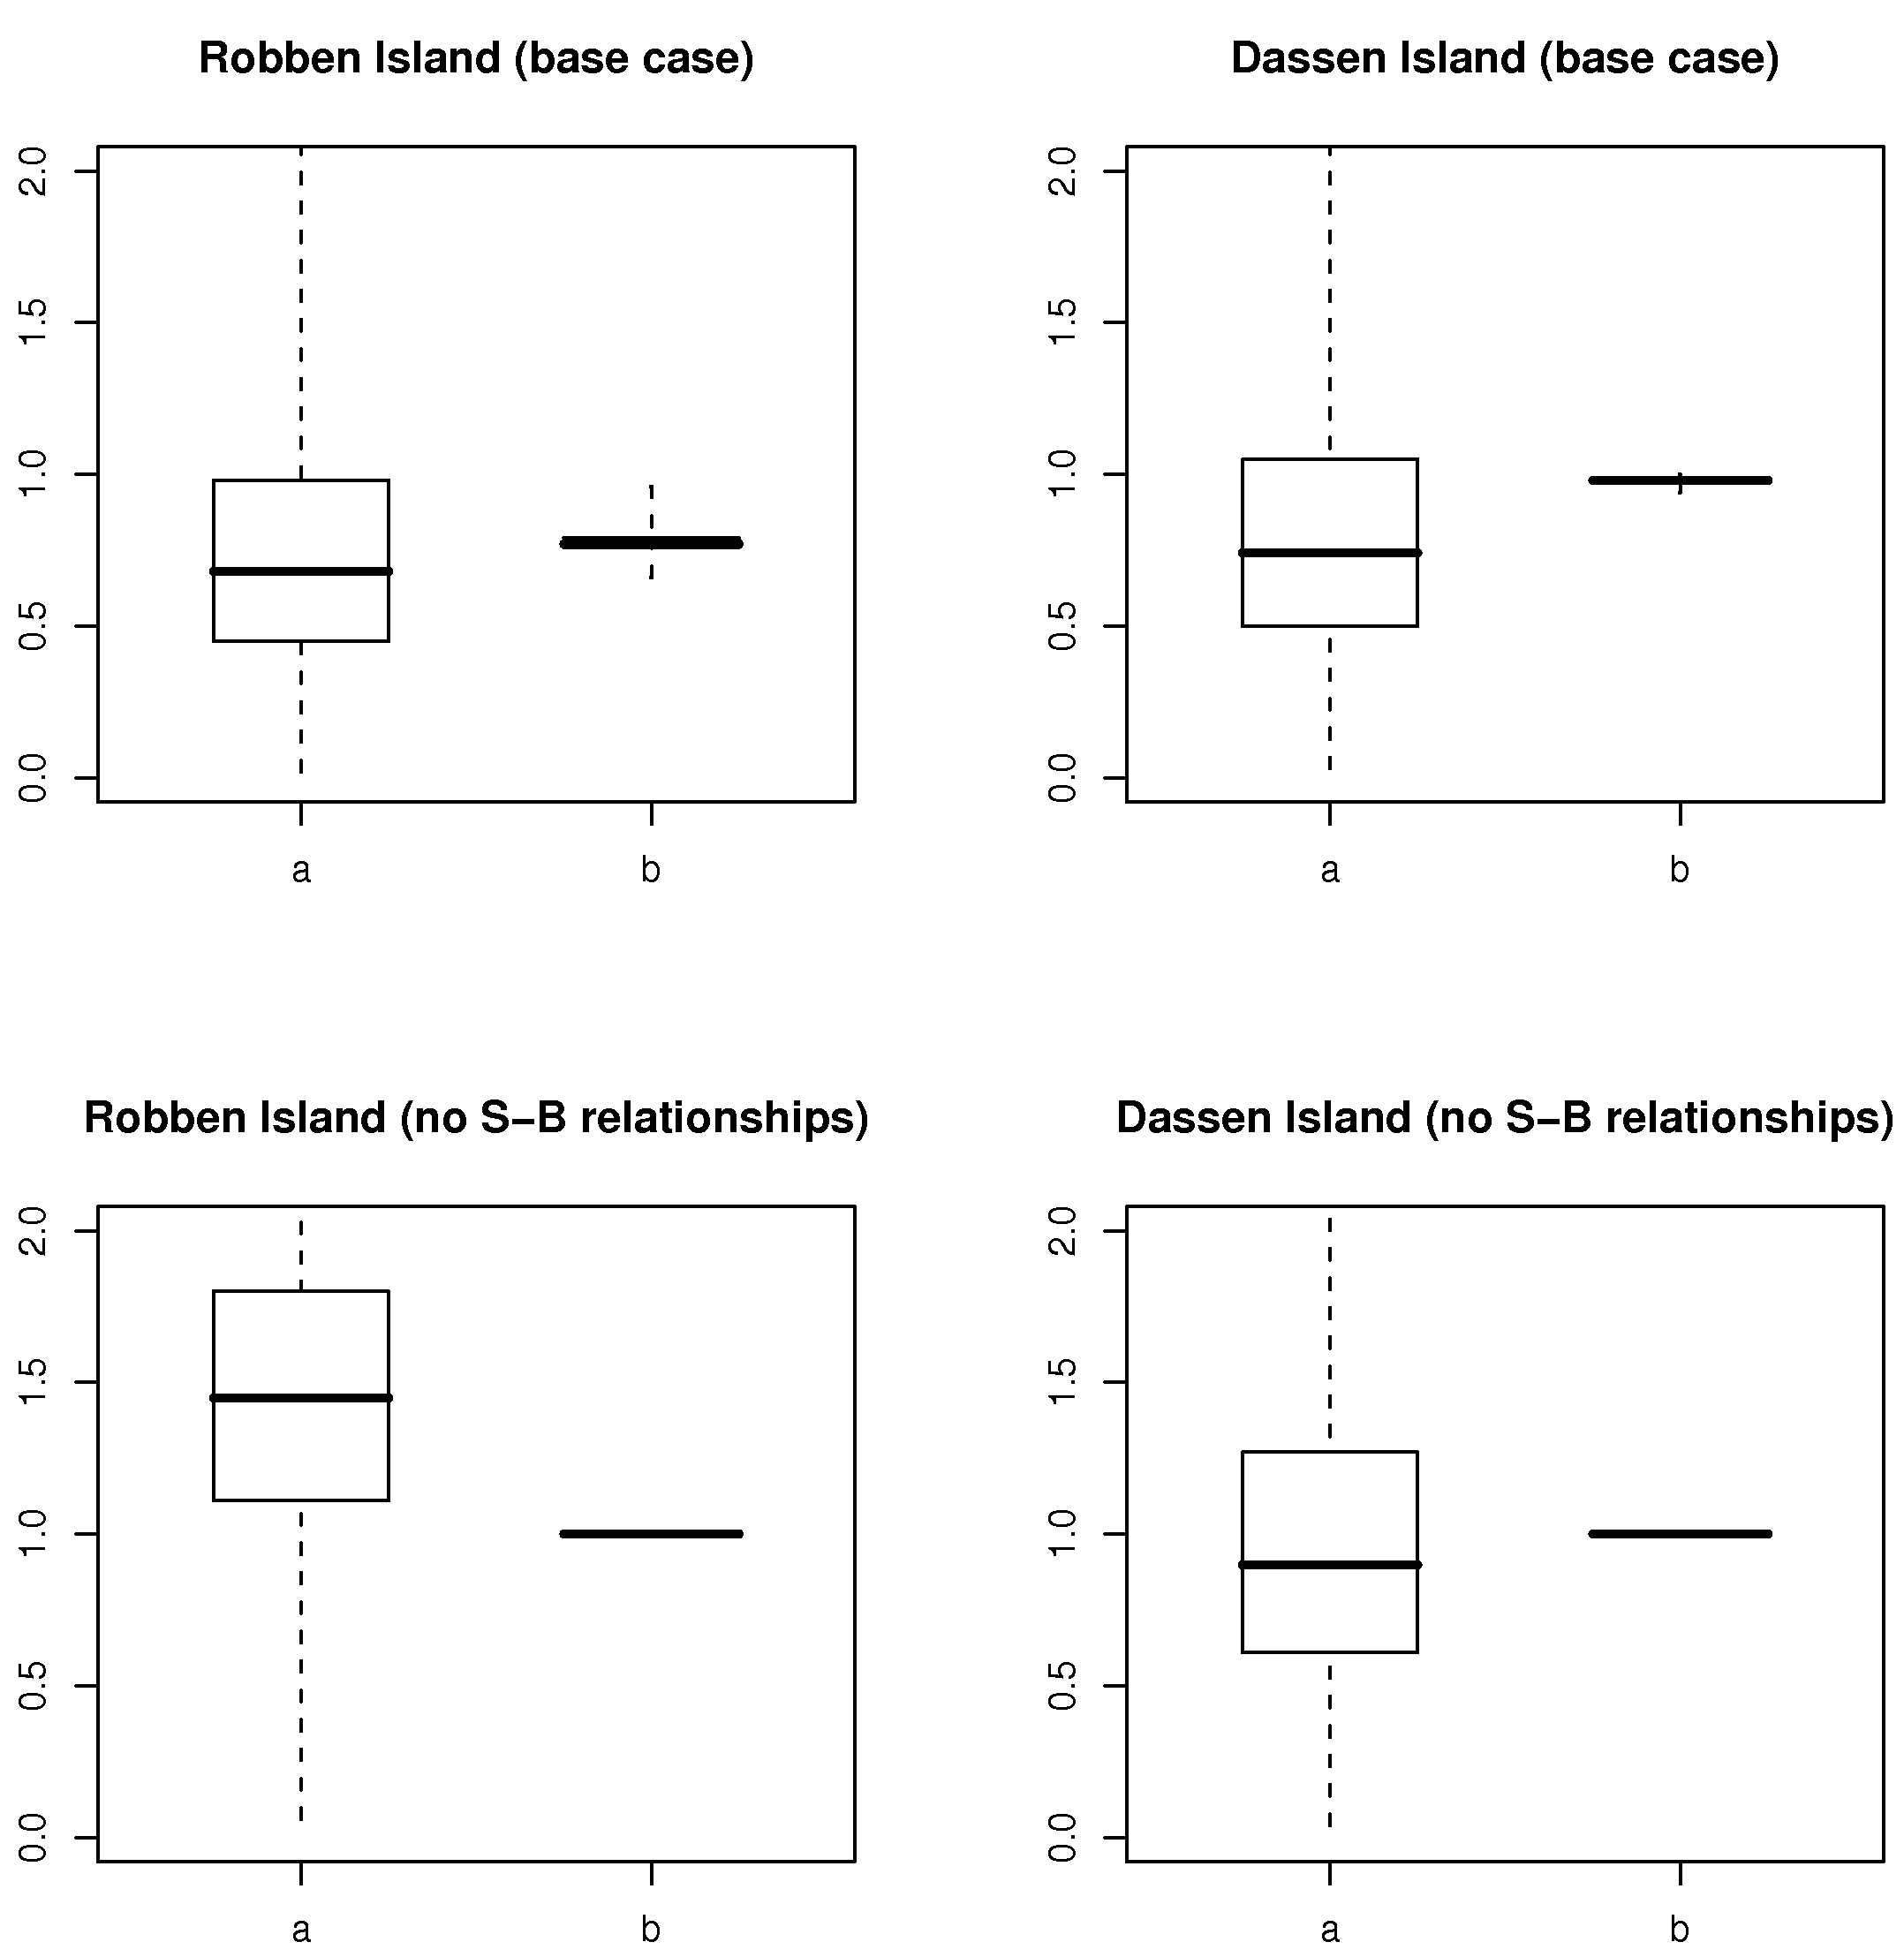 Robben Island (base case)
2.0
1.5
1.0
0.5
0.0
a b
Dassen Island (base case)
2.0
1.5
1.0
0.5
0.0
a b
Robben Island (no S−B relationships)
2.0
1.5
1.0
0.5
0.0
a b
Dassen Island (no S−B relationships)
2.0
1.5
1.0
0.5
0.0
a b